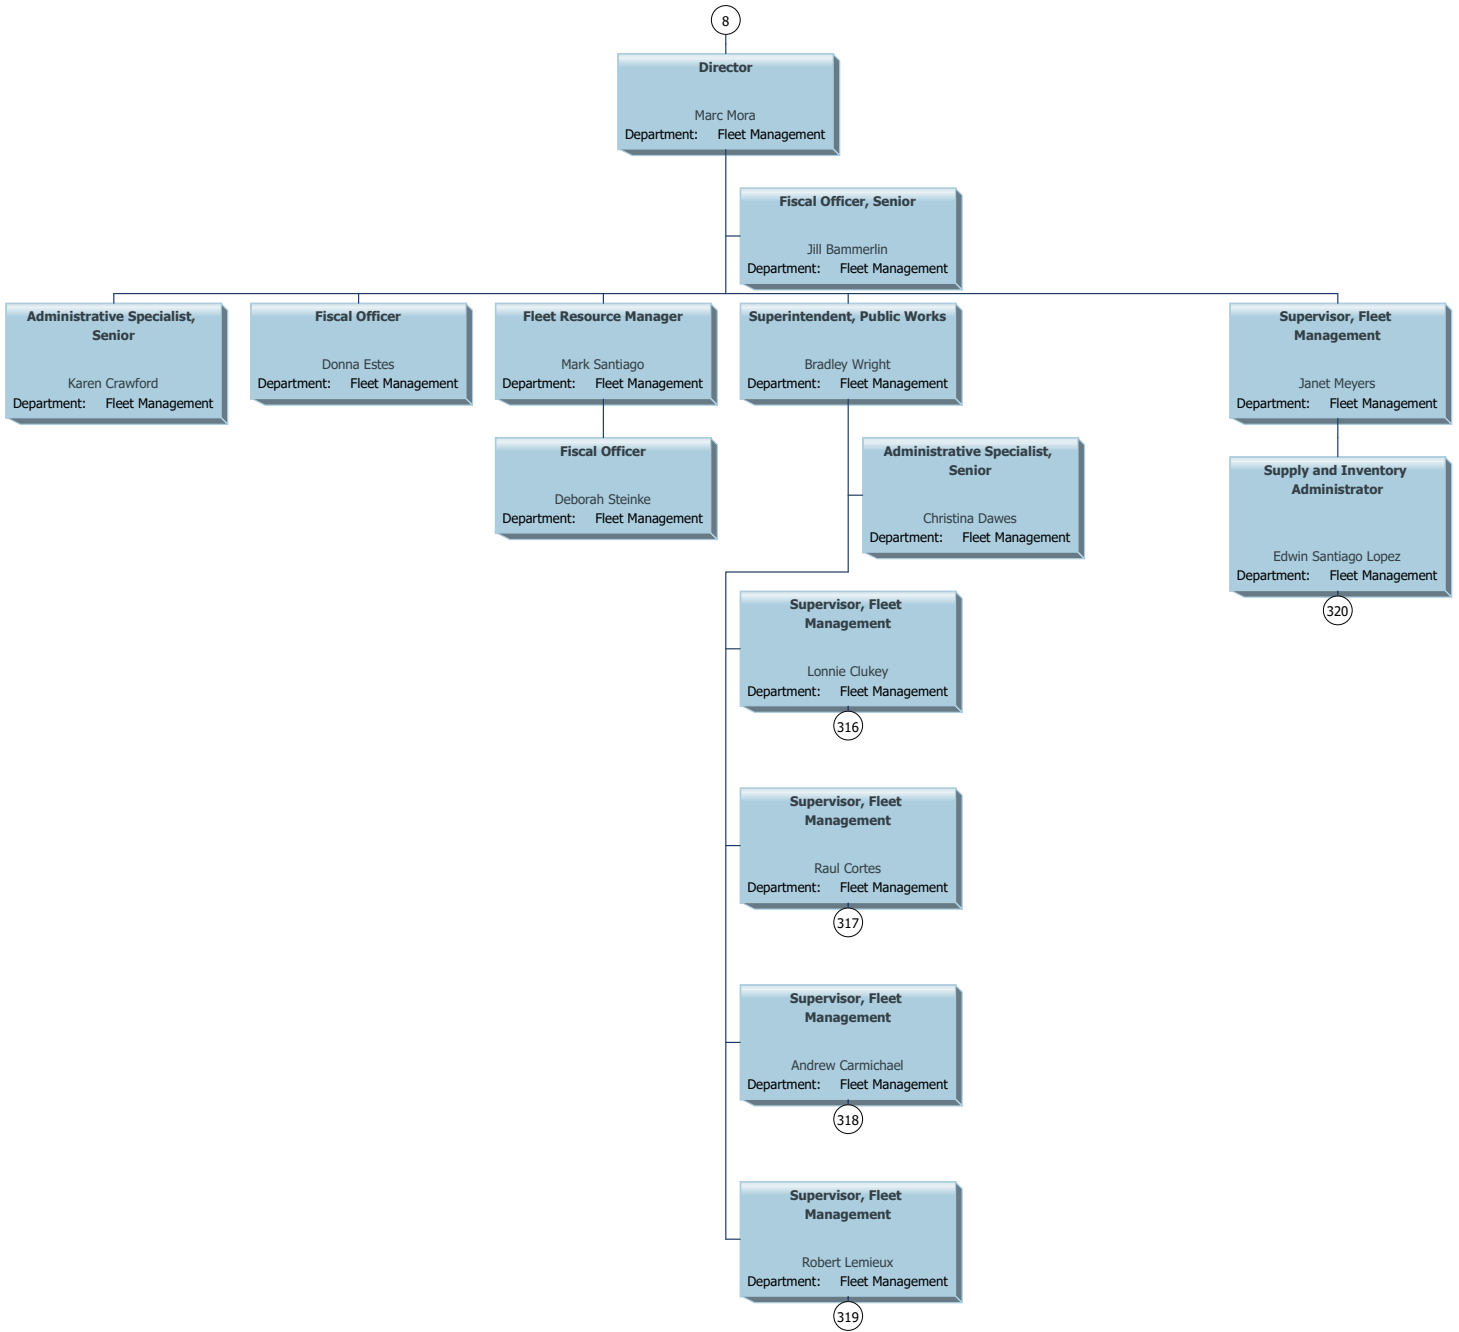 8
Director
Marc Mora
Department: Fleet Management
Fiscal Officer, Senior
Jill Bammerlin
Department: Fleet Management
Administrative Specialist,
Senior
Karen Crawford
Department: Fleet Management
Fiscal Officer
Donna Estes
Department: Fleet Management
Fleet Resource Manager
Mark Santiago
Department: Fleet Management
Superintendent, Public Works
Bradley Wright
Department: Fleet Management
Supervisor, Fleet
Management
Janet Meyers
Department: Fleet Management
Fiscal Officer
Deborah Steinke
Department: Fleet Management
Administrative Specialist,
Senior
Christina Dawes
Department: Fleet Management
Supply and Inventory
Administrator
Edwin Santiago Lopez
Department: Fleet Management
320
Supervisor, Fleet
Management
Lonnie Clukey
Department: Fleet Management
316
Supervisor, Fleet
Management
Raul Cortes
Department: Fleet Management
317
Supervisor, Fleet
Management
Andrew Carmichael
Department: Fleet Management
318
Supervisor, Fleet
Management
Robert Lemieux
Department: Fleet Management
319